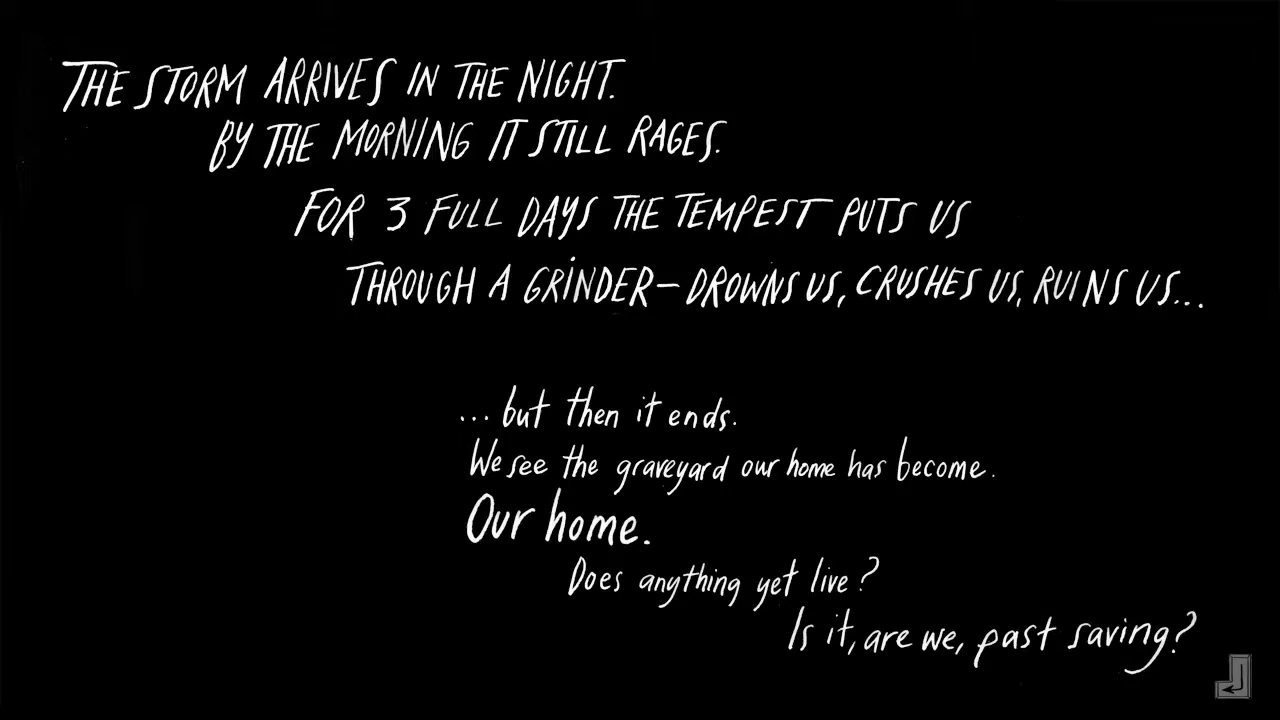 THE STORM ARRIVES IN THE NIGHT.
BY THE MORNING IT STILL RAGES.
FOR 3 FULL DAYS THE TEMPEST PUTS US
THROUGH A GRINDER— DROWNS US, CRUSHES US, RUINS US...
... but then it ends.
We see the graveyard our home has become.
Our home.
Does anything yet live?
Is it, are we, past saving?